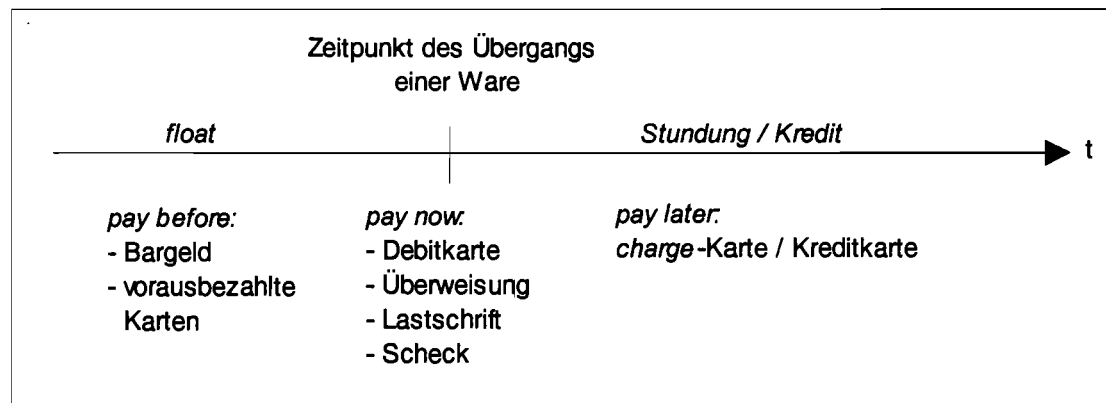 Zeitpunkt des Übergangs
einer Ware
float
Stundung / Kredit
t
pay before:
- Bargeld
- vorausbezahlte
Karten
pay now:
- Debitkarte
- Überweisung
- Lastschrift
- Scheck
pay later:
charge-Karte / Kreditkarte